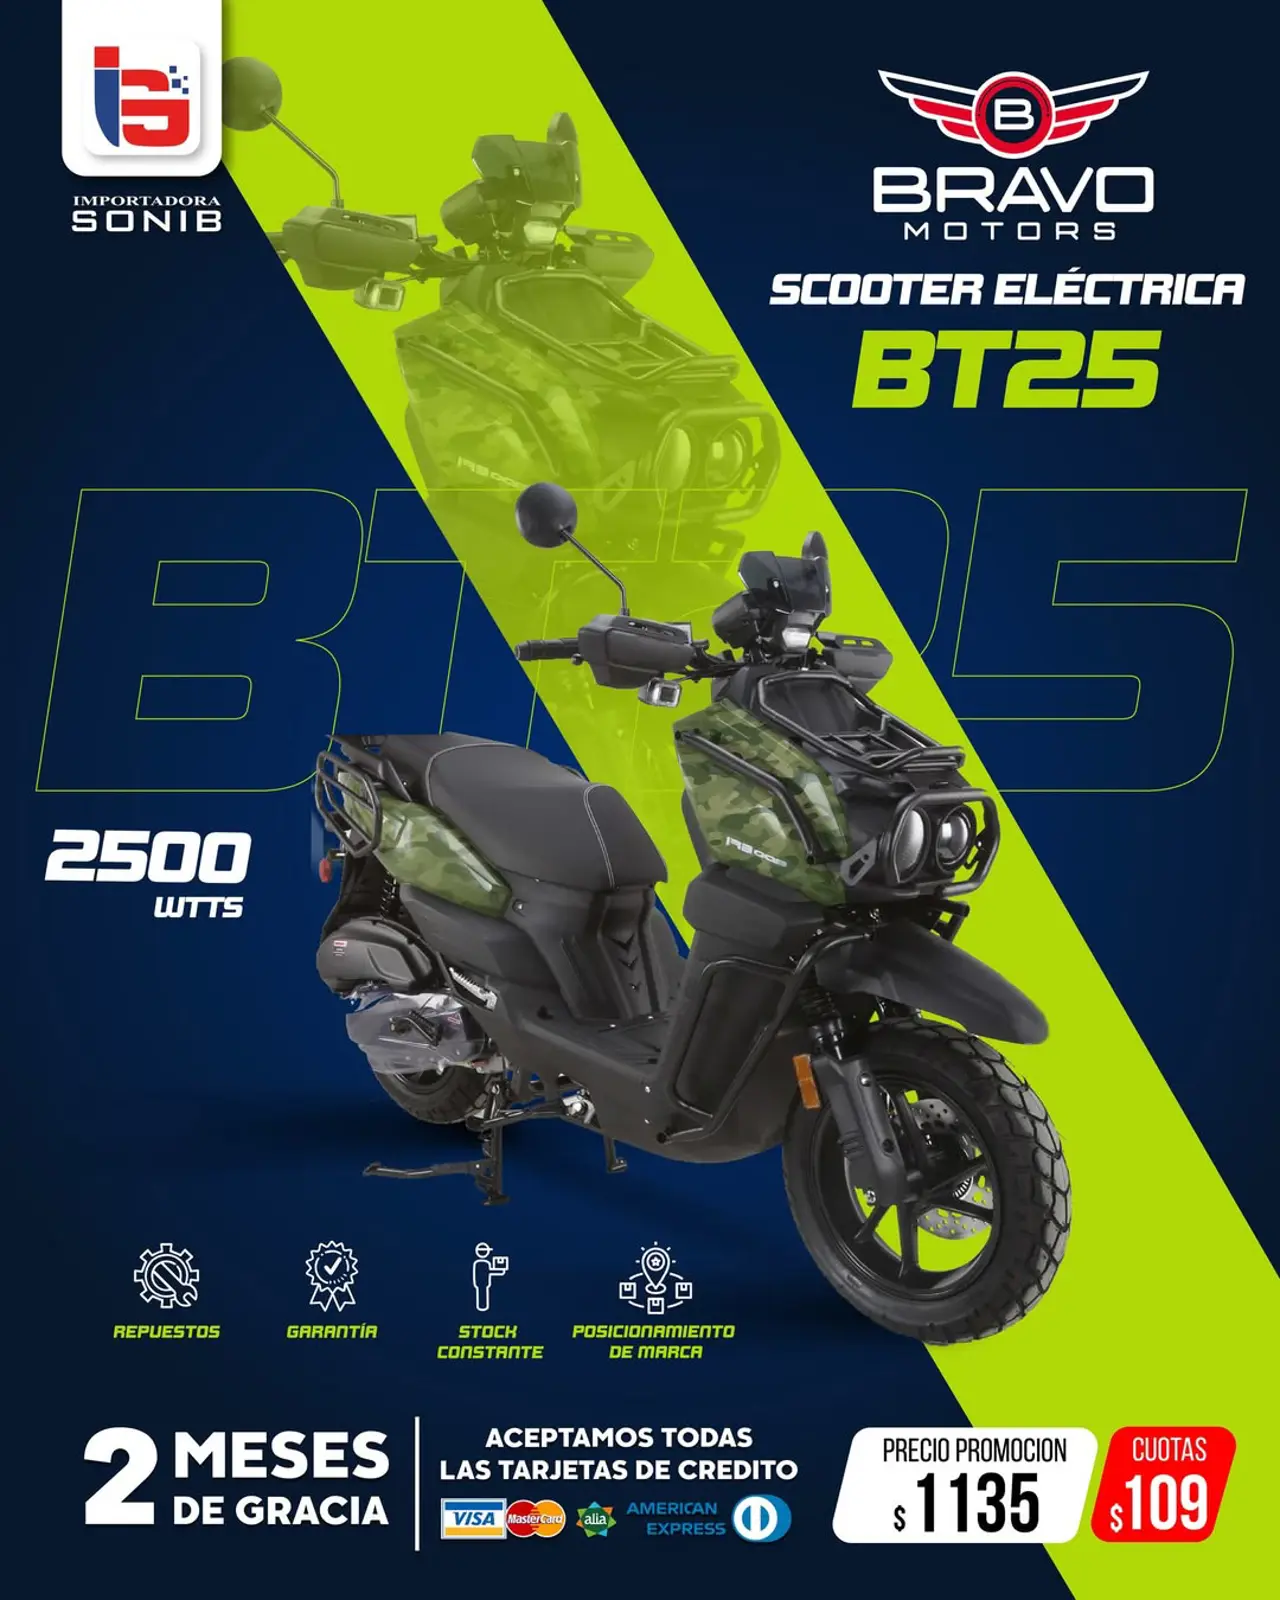 IMPORTADORA
SONIB
B
BRAVO
MOTORS
SCOOTER ELÉCTRICA
BT25
BT25
2500
WTTS
REPUESTOS
GARANTÍA
STOCK
CONSTANTE
POSICIONAMIENTO
DE MARCA
2 MESES
DE GRACIA
ACEPTAMOS TODAS
LAS TARJETAS DE CREDITO
VISA
MasterCard
alia
AMERICAN
EXPRESS
PRECIO PROMOCION
$ 1135
CUOTAS
$109